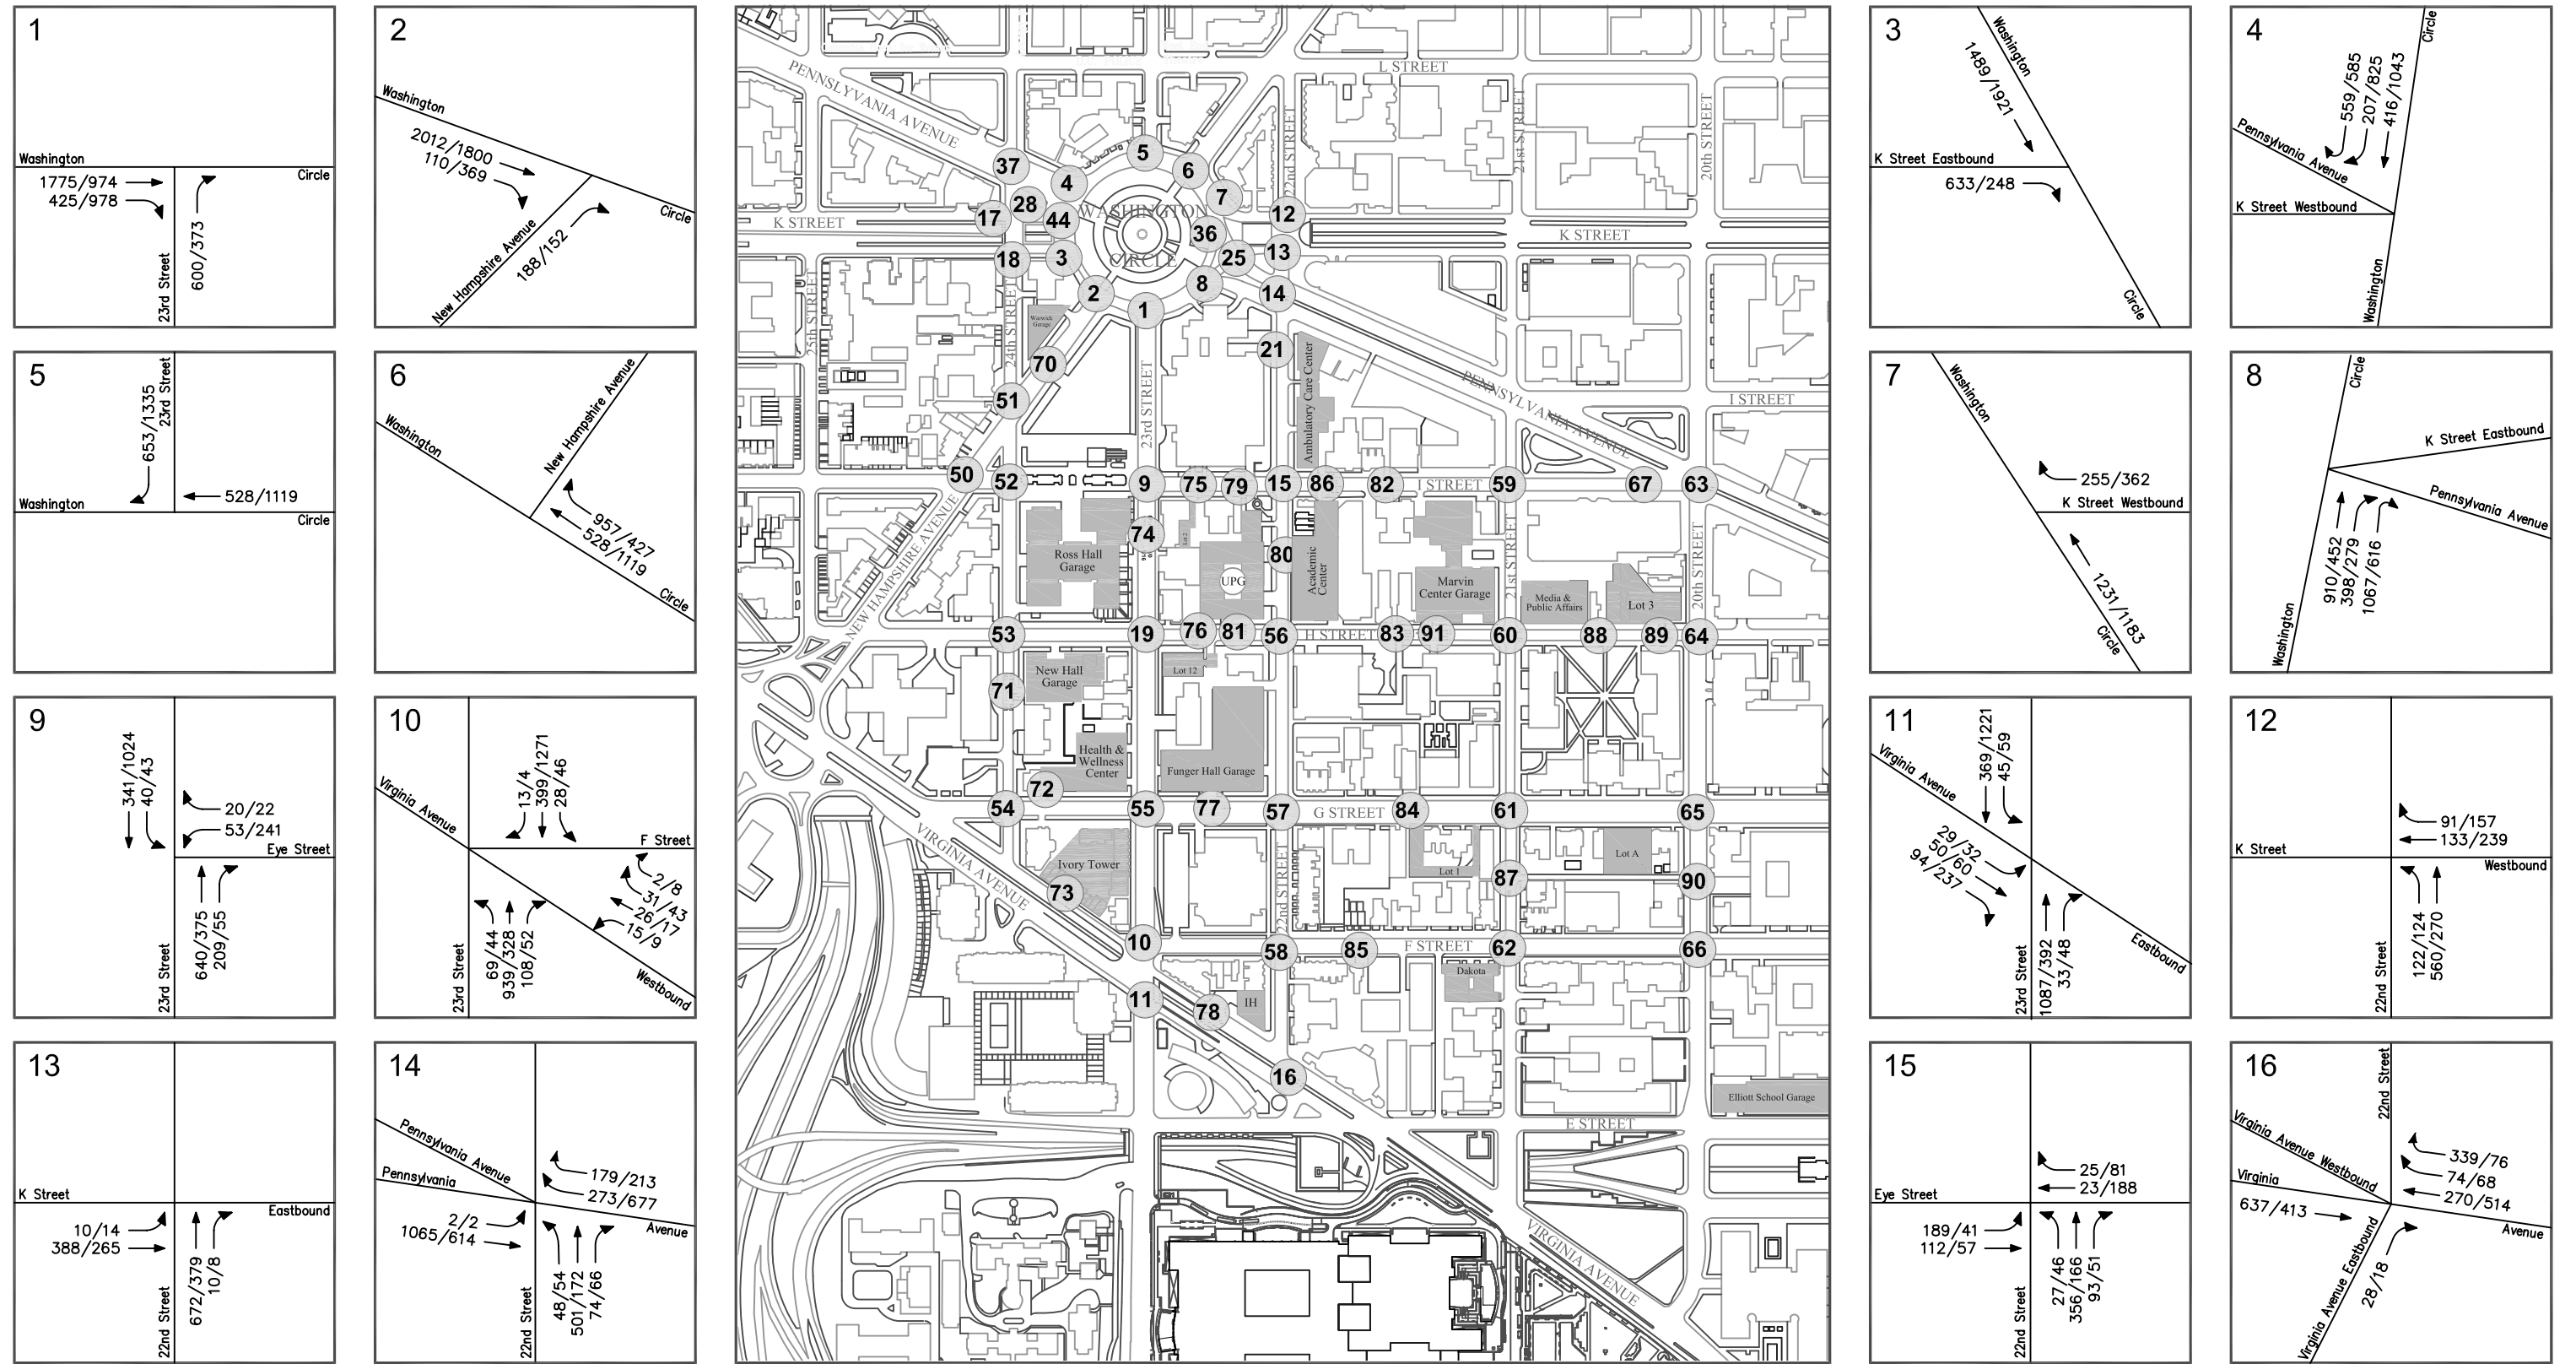 1
Washington
Circle
1775/974
425/978
600/373
23rd Street
2
Washington
2012/1800
110/369
Circle
New Hampshire Avenue
188/152
5
23rd Street
653/1335
528/1119
Washington
Circle
6
New Hampshire Avenue
Washington
957/427
528/1119
Circle
9
341/1024
40/43
20/22
53/241
Eye Street
23rd Street
640/375
209/55
10
Virginia Avenue
13/4
399/1271
28/46
F Street
2/8
31/43
26/17
15/9
23rd Street
69/44
939/328
108/52
Westbound
13
K Street
Eastbound
10/14
388/265
22nd Street
672/379
10/8
14
Pennsylvania Avenue
Pennsylvania
179/213
273/677
2/2
1065/614
Avenue
22nd Street
48/54
501/172
74/66
L STREET
PENNSLYVANIA AVENUE
22nd STREET
21st STREET
20th STREET
5
37
6
4
7
28
12
17
44
WASHINGTON
K STREET
36
K STREET
13
18
3
CIRCLE
25
2
8
14
1
25th STREET
24th STREET
Warwick
Garage
21
70
23rd STREET
Ambulatory Care Center
PENNSYLVANIA AVENUE
51
I STREET
50
52
9
75
79
15
86
82
I STREET
59
67
63
74
Lot 2
Ross Hall
Garage
80
UPG
Academic
Center
Marvin
Center Garage
21st STREET
Media &
Public Affairs
Lot 3
20th STREET
NEW HAMPSHIRE AVENUE
53
19
76
81
56
H STREET
83
91
60
88
89
64
New Hall
Garage
Lot 12
71
Health &
Wellness
Center
Funger Hall Garage
72
54
55
77
57
G STREET
84
61
65
VIRGINIA AVENUE
Ivory Tower
22nd STREET
Lot 1
Lot A
73
87
90
10
58
85
F STREET
62
66
Dakota
11
78
IH
16
Elliott School Garage
E STREET
VIRGINIA AVENUE
3
Washington
1489/1921
K Street Eastbound
633/248
Circle
4
Circle
559/585
207/825
416/1043
Pennsylvania Avenue
K Street Westbound
Washington
7
Washington
255/362
K Street Westbound
1231/1183
Circle
8
Circle
K Street Eastbound
Pennsylvania Avenue
910/452
398/279
1067/616
Washington
11
Virginia Avenue
369/1221
45/59
29/32
50/60
94/237
23rd Street
1087/392
33/48
Eastbound
12
91/157
133/239
K Street
Westbound
22nd Street
122/124
560/270
15
25/81
23/188
Eye Street
189/41
112/57
22nd Street
27/46
356/166
93/51
16
22nd Street
Virginia Avenue Westbound
Virginia
339/76
74/68
270/514
637/413
Avenue
Virginia Avenue Eastbound
28/18